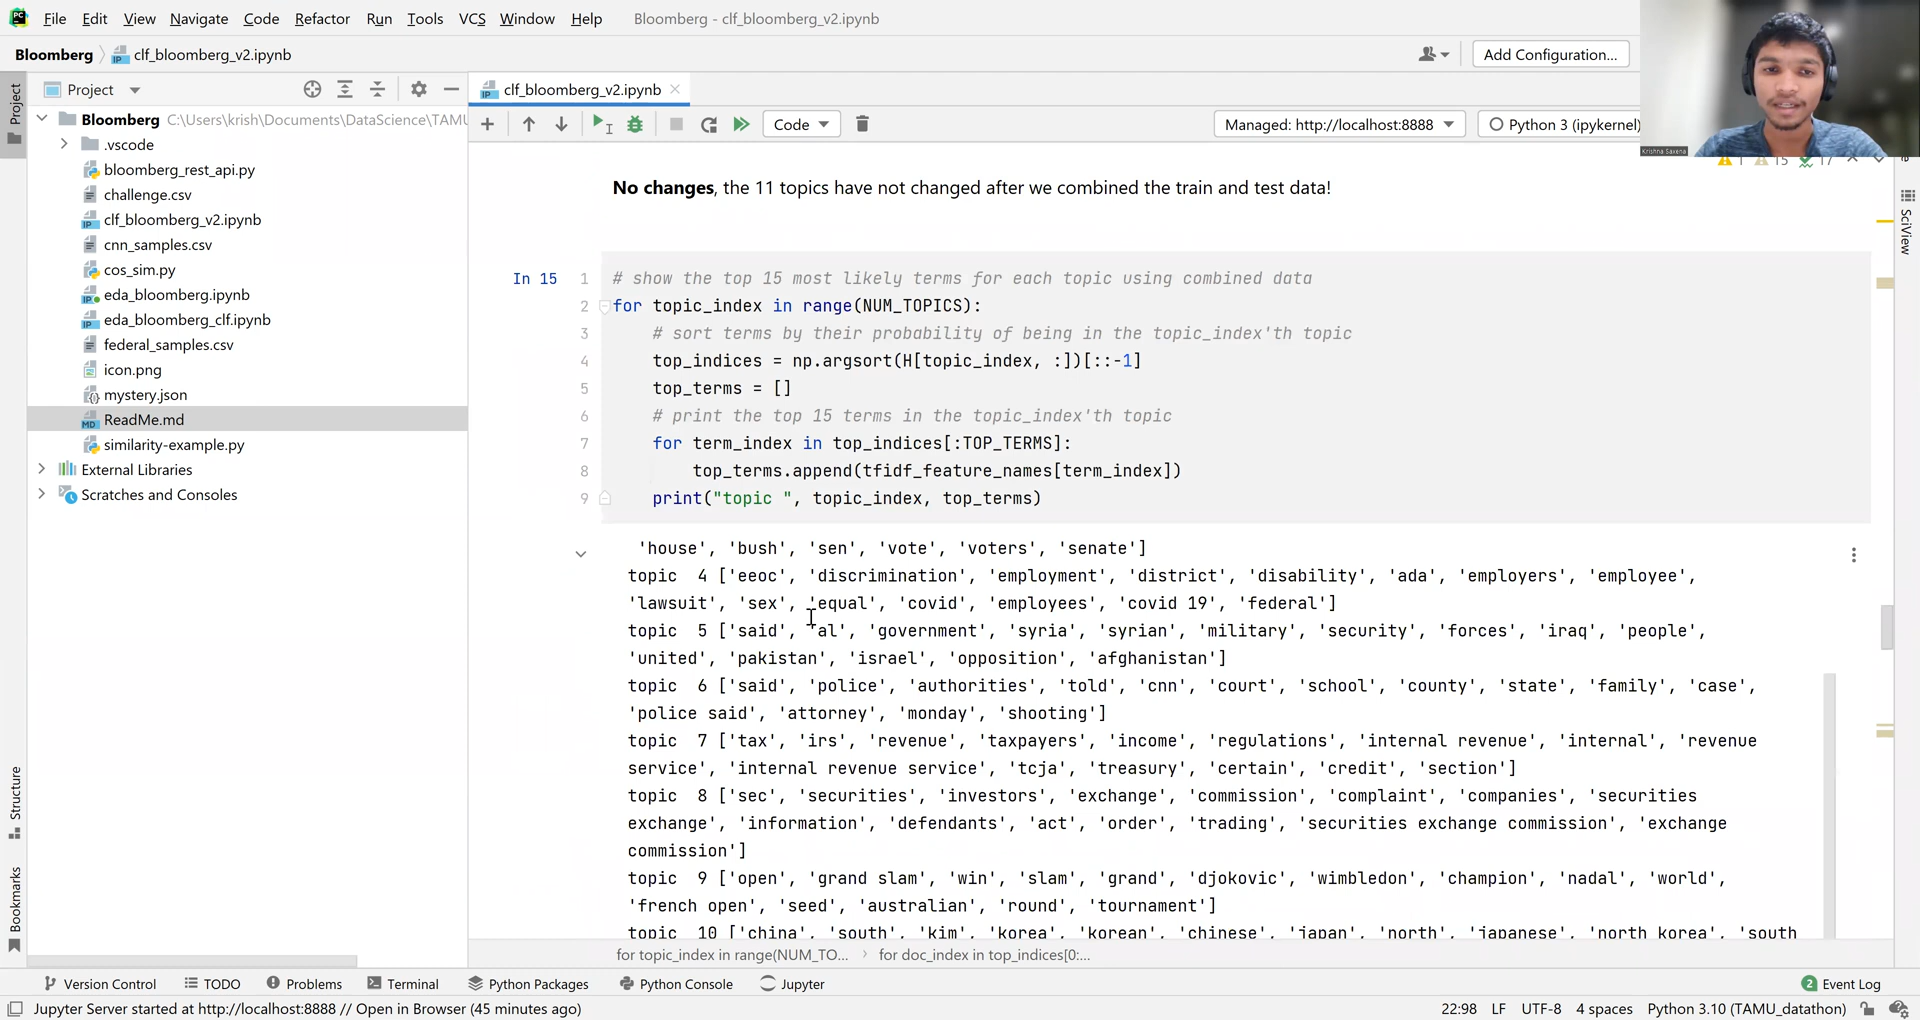 File Edit View Navigate Code Refactor Run Tools VCS Window Help Bloomberg - clf_bloomberg_v2.ipynb
Bloomberg clf_bloomberg_v2.ipynb
Add Configuration...
Project
clf_bloomberg_v2.ipynb
Code
Managed: http://localhost:8888
Python 3 (ipykernel)
Krishna Saxena
Project
Bloomberg C:\Users\krish\Documents\DataScience\TAMU
.vscode
bloomberg_rest_api.py
challenge.csv
clf_bloomberg_v2.ipynb
cnn_samples.csv
cos_sim.py
eda_bloomberg.ipynb
eda_bloomberg_clf.ipynb
federal_samples.csv
icon.png
mystery.json
ReadMe.md
similarity-example.py
External Libraries
Scratches and Consoles
Structure
Bookmarks
SciView
1 15 17
No changes, the 11 topics have not changed after we combined the train and test data!
In 15
1 # show the top 15 most likely terms for each topic using combined data
2 for topic_index in range(NUM_TOPICS):
3 # sort terms by their probability of being in the topic_index'th topic
4 top_indices = np.argsort(H[topic_index, :])[::-1]
5 top_terms = []
6 # print the top 15 terms in the topic_index'th topic
7 for term_index in top_indices[:TOP_TERMS]:
8 top_terms.append(tfidf_feature_names[term_index])
9 print("topic ", topic_index, top_terms)
'house', 'bush', 'sen', 'vote', 'voters', 'senate']
topic  4 ['eeoc', 'discrimination', 'employment', 'district', 'disability', 'ada', 'employers', 'employee',
'lawsuit', 'sex', 'equal', 'covid', 'employees', 'covid 19', 'federal']
topic  5 ['said', 'al', 'government', 'syria', 'syrian', 'military', 'security', 'forces', 'iraq', 'people',
'united', 'pakistan', 'israel', 'opposition', 'afghanistan']
topic  6 ['said', 'police', 'authorities', 'told', 'cnn', 'court', 'school', 'county', 'state', 'family', 'case',
'police said', 'attorney', 'monday', 'shooting']
topic  7 ['tax', 'irs', 'revenue', 'taxpayers', 'income', 'regulations', 'internal revenue', 'internal', 'revenue
service', 'internal revenue service', 'tcja', 'treasury', 'certain', 'credit', 'section']
topic  8 ['sec', 'securities', 'investors', 'exchange', 'commission', 'complaint', 'companies', 'securities
exchange', 'information', 'defendants', 'act', 'order', 'trading', 'securities exchange commission', 'exchange
commission']
topic  9 ['open', 'grand slam', 'win', 'slam', 'grand', 'djokovic', 'wimbledon', 'champion', 'nadal', 'world',
'french open', 'seed', 'australian', 'round', 'tournament']
topic  10 ['china', 'south', 'kim', 'korea', 'korean', 'chinese', 'japan', 'north', 'japanese', 'north korea', 'south
for topic_index in range(NUM_TO... for doc_index in top_indices[0:...
Version Control TODO Problems Terminal Python Packages Python Console Jupyter 2 Event Log
Jupyter Server started at http://localhost:8888 // Open in Browser (45 minutes ago) 22:98 LF UTF-8 4 spaces Python 3.10 (TAMU_datathon)